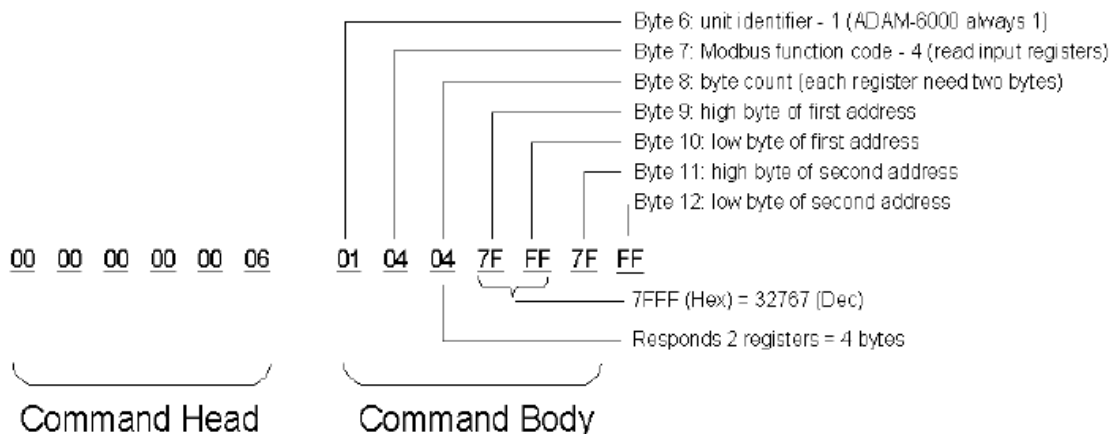 Byte 6: unit identifier - 1 (ADAM-6000 always 1)
Byte 7: Modbus function code - 4 (read input registers)
Byte 8: byte count (each register need two bytes)
Byte 9: high byte of first address
Byte 10: low byte of first address
Byte 11: high byte of second address
Byte 12: low byte of second address
00 00 00 00 00 06 01 04 04 7F FF 7F FF
7FFF (Hex) = 32767 (Dec)
Responds 2 registers = 4 bytes
Command Head Command Body